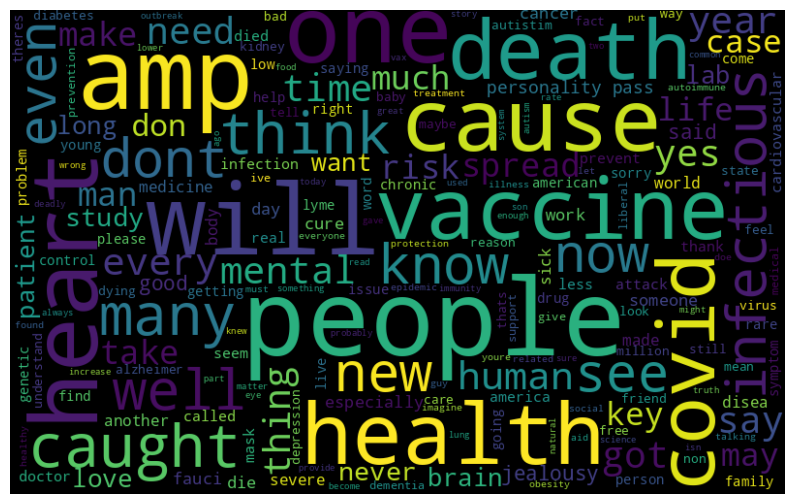 outbreak
story
diabetes
theres
make
need
died
bad
cancer
fact
put
way
year
kidney
vax
two
autistim
common
case
lower
food
low
saying
treatment
personality
pass
lab
come
autoimmune
one
death
amp
even
time
much
cause
prevention
help
right
baby
rate
system
autism
life
said
long
don
think
tell
maybe
great
risk
spread
prevent
yes
infectious
cardiovascular
young
dont
infection
want
chronic
american
sorry
state
problem
wrong
man
medicine
ive
today
word
lyme
used
illness
let
world
deadly
study
day
cure
work
liberal
son
enough
reason
feel
heart
will
vaccine
please
body
real
everyone
protection
thank
doe
medical
patient
control
every
mental
know
now
covid
read
sick
less
attack
someone
virus
dying
getting
good
issue
must
something
epidemic
immunity
drug
look
might
rare
always
many
thats
support
give
million
still
mean
symptom
found
seem
knew
probably
made
people
genetic
understand
take
alzheimer
live
youre
related
sure
friend
truth
increase
part
new
human
see
find
well
matter
guy
especially
care
america
key
disea
talking
another
called
eye
thing
depression
imagine
going
social
free
person
non
lsn
say
caught
health
mask
lung
natural
aid
science
got
may
healthy
doctor
love
fauci
die
severe
never
brain
jealousy
family
provide
become
dementia
obesity
ago
gave